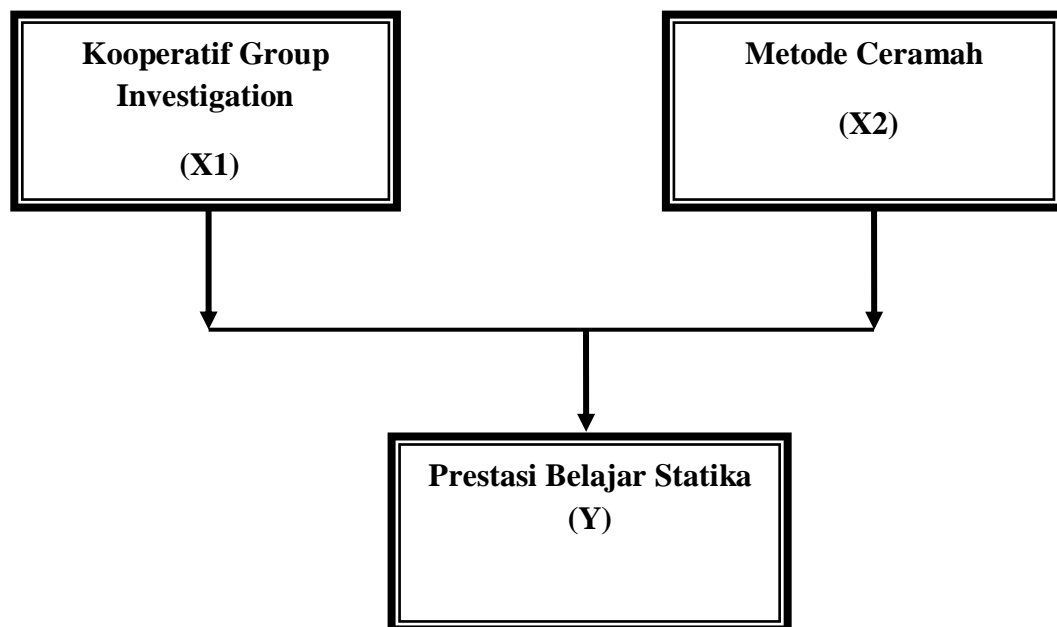 Kooperatif Group
Investigation
(X1)
Metode Ceramah
(X2)
Prestasi Belajar Statika
(Y)